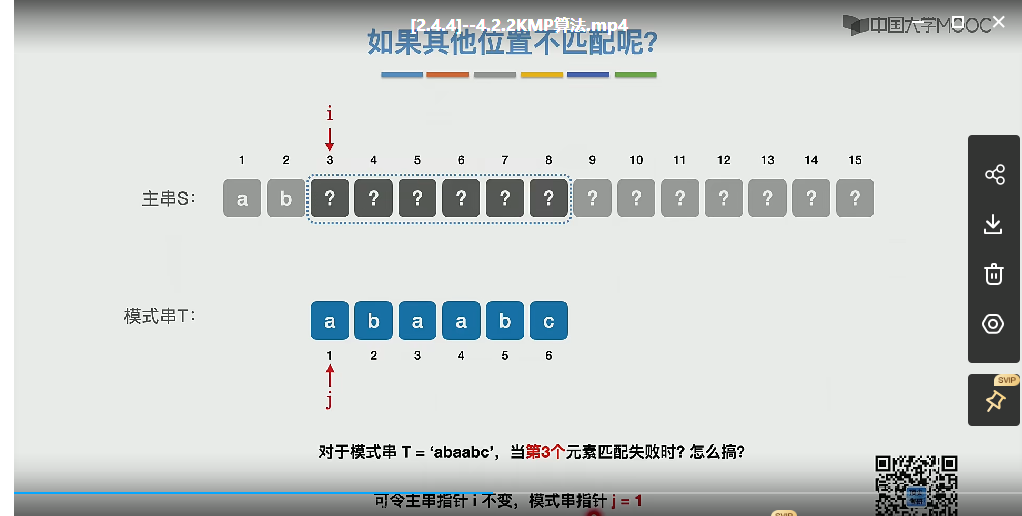 [2.4.4]--4.2.2KMP算法.mp4
中国大学MOOC
如果其他位置不匹配呢?
i
1 2 3 4 5 6 7 8 9 10 11 12 13 14 15
主串S: a b ? ? ? ? ? ? ? ? ? ? ? ? ?
模式串T: a b a a b c
1 2 3 4 5 6
j
SVIP
对于模式串 T = ‘abaabc’，当第3个元素匹配失败时? 怎么搞?
可令主串指针 i 不变，模式串指针 j = 1
SVIP